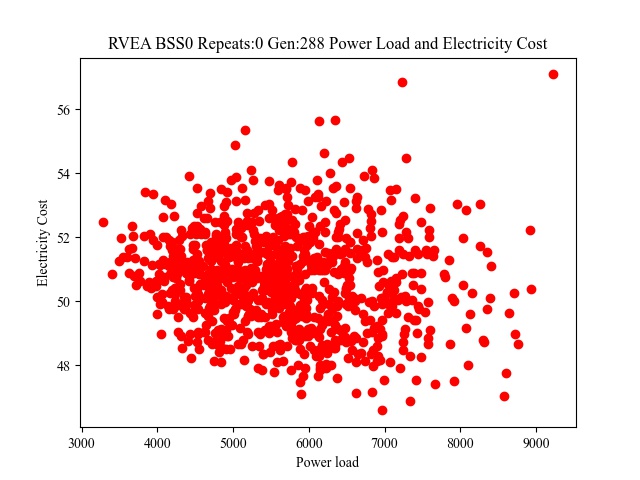 RVEA BSS0 Repeats:0 Gen:288 Power Load and Electricity Cost
56
54
52
50
48
Electricity Cost
3000 4000 5000 6000 7000 8000 9000
Power load